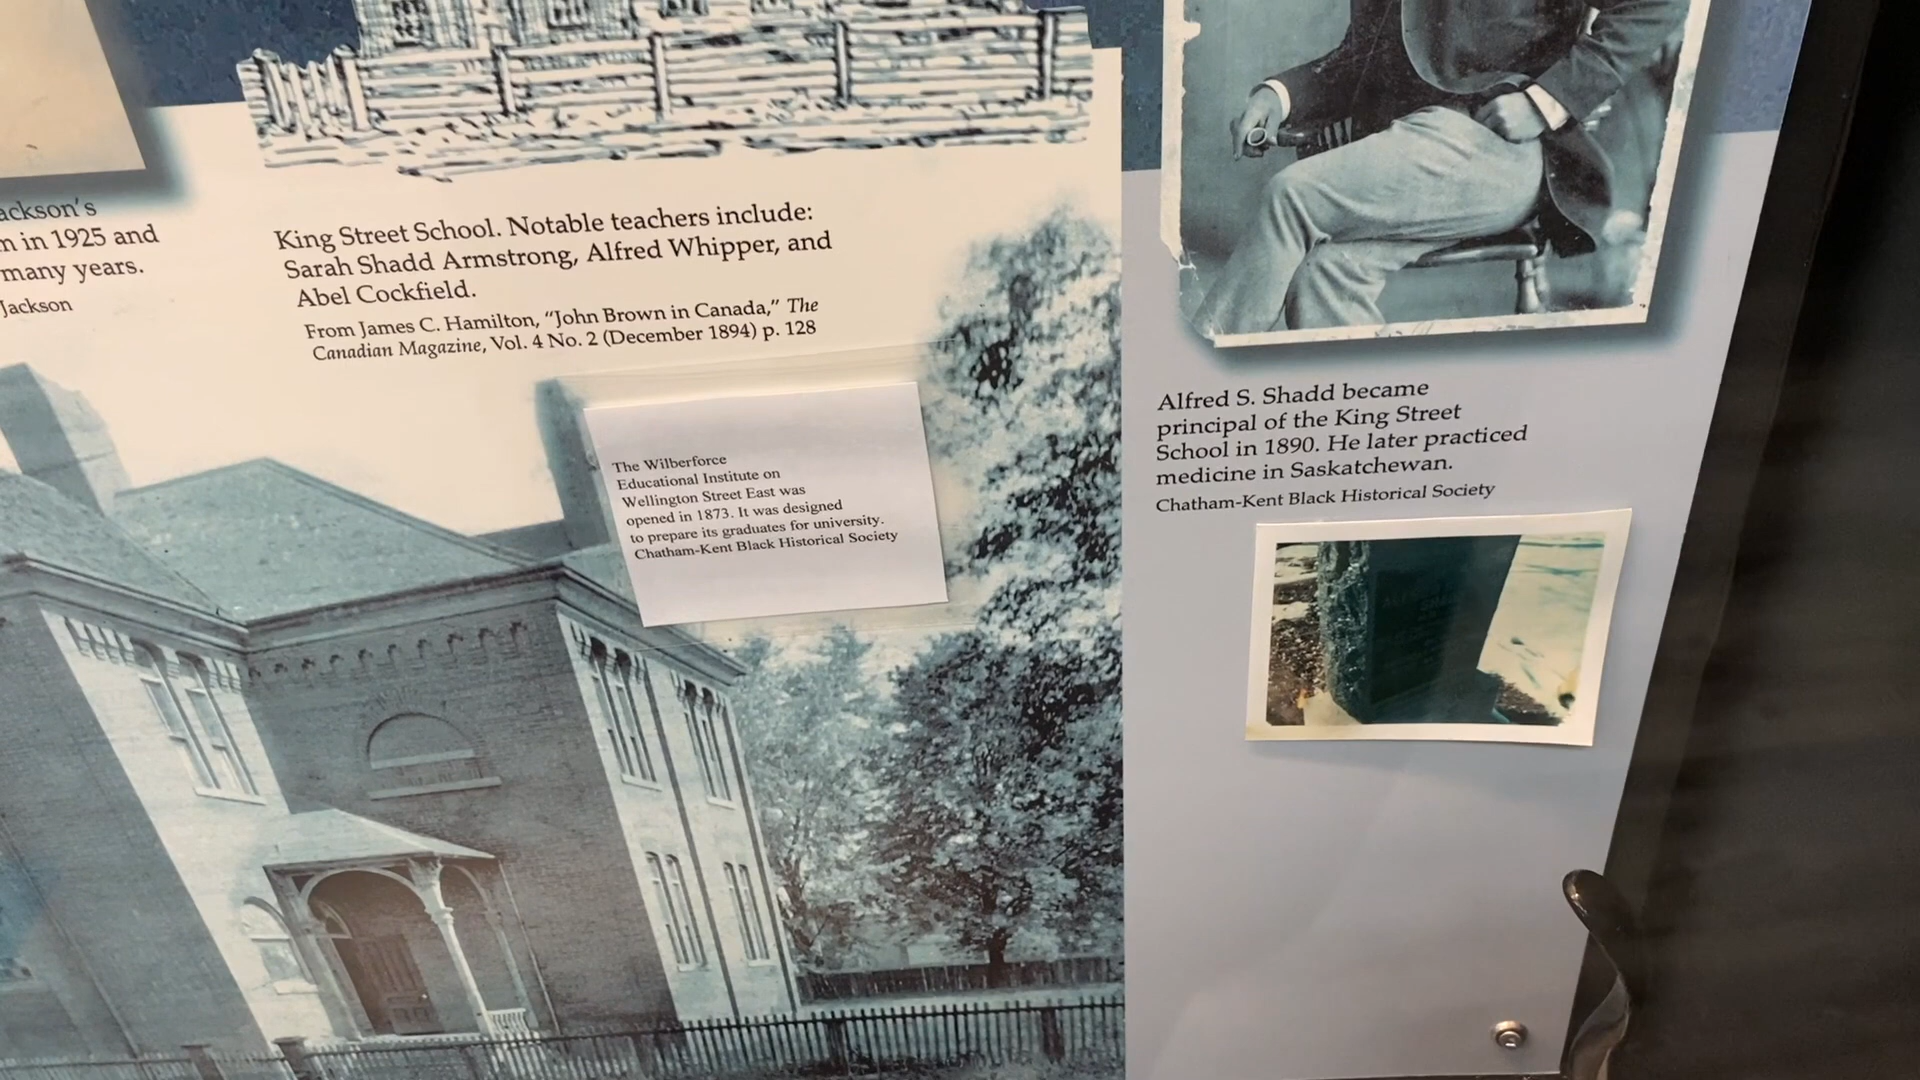 ackson's
in 1925 and
many years.
Jackson
King Street School. Notable teachers include:
Sarah Shadd Armstrong, Alfred Whipper, and
Abel Cockfield.
From James C. Hamilton, “John Brown in Canada,” The
Canadian Magazine, Vol. 4 No. 2 (December 1894) p. 128
The Wilberforce
Educational Institute on
Wellington Street East was
opened in 1873. It was designed
to prepare its graduates for university.
Chatham-Kent Black Historical Society
Alfred S. Shadd became
principal of the King Street
School in 1890. He later practiced
medicine in Saskatchewan.
Chatham-Kent Black Historical Society